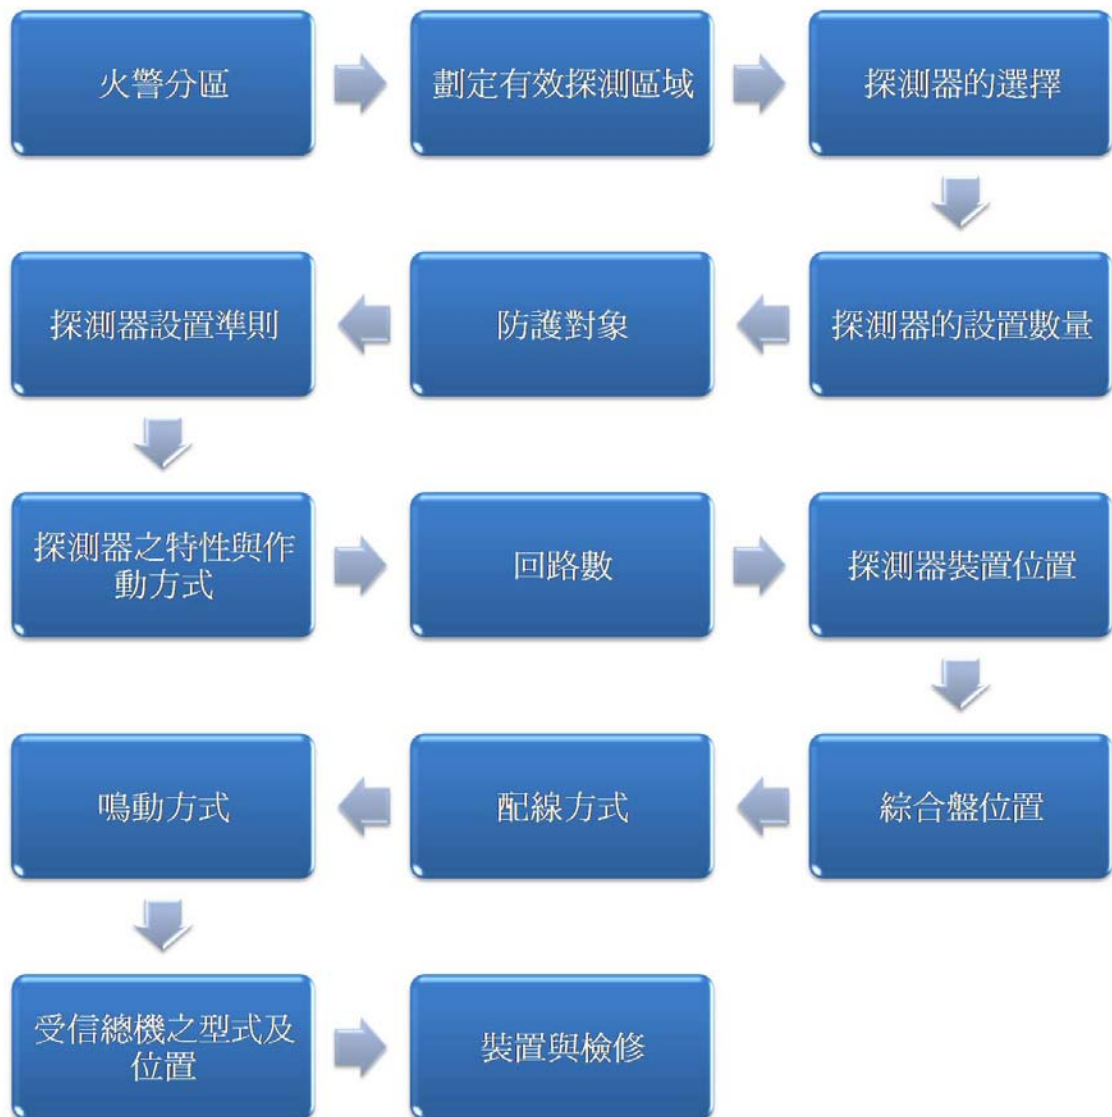 火警分區
劃定有效探測區域
探測器的選擇
探測器的設置數量
防護對象
探測器設置準則
探測器之特性與作
動方式
回路數
探測器裝置位置
綜合盤位置
配線方式
鳴動方式
受信總機之型式及
位置
裝置與檢修